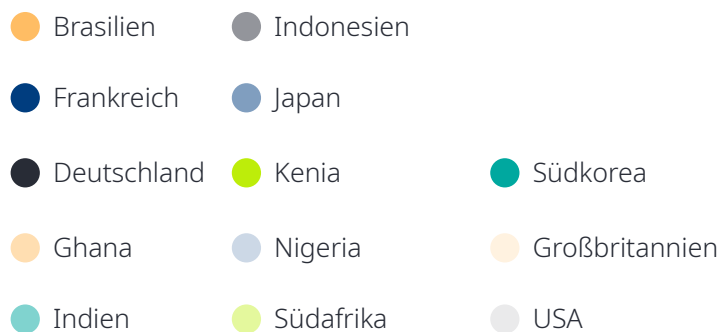 Brasilien Indonesien
Frankreich Japan
Deutschland Kenia Südkorea
Ghana Nigeria Großbritannien
Indien Südafrika USA